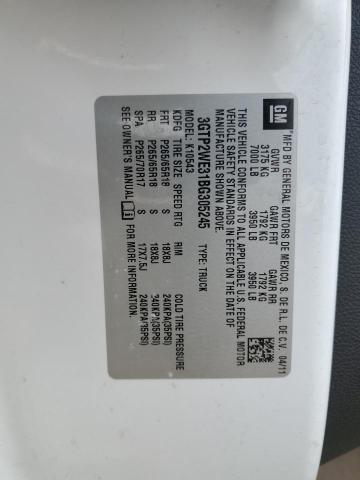 GM
MFD BY GENERAL MOTORS DE MEXICO, S. DE R.L. DE C.V. 04/11
GVWR GAWR FRT GAWR RR
3175 KG 1792 KG 1792 KG
7000 LB 3950 LB 3950 LB
THIS VEHICLE CONFORMS TO ALL APPLICABLE U.S. FEDERAL MOTOR
VEHICLE SAFETY STANDARDS IN EFFECT ON THE DATE OF
MANUFACTURE SHOWN ABOVE.
3GTP2WE31BG305245 TYPE: TRUCK
MODEL: K10543
KDFG TIRE SIZE SPEED RTG RIM COLD TIRE PRESSURE
FRT P265/65R18 S 18X8J 240KPA(35PSI)
RR P265/65R18 S 18X8J 240KPA(35PSI)
SPA P265/70R17 S 17X7.5J 240KPA(35PSI)
SEE OWNER'S MANUAL FOR MORE INFORMATION.